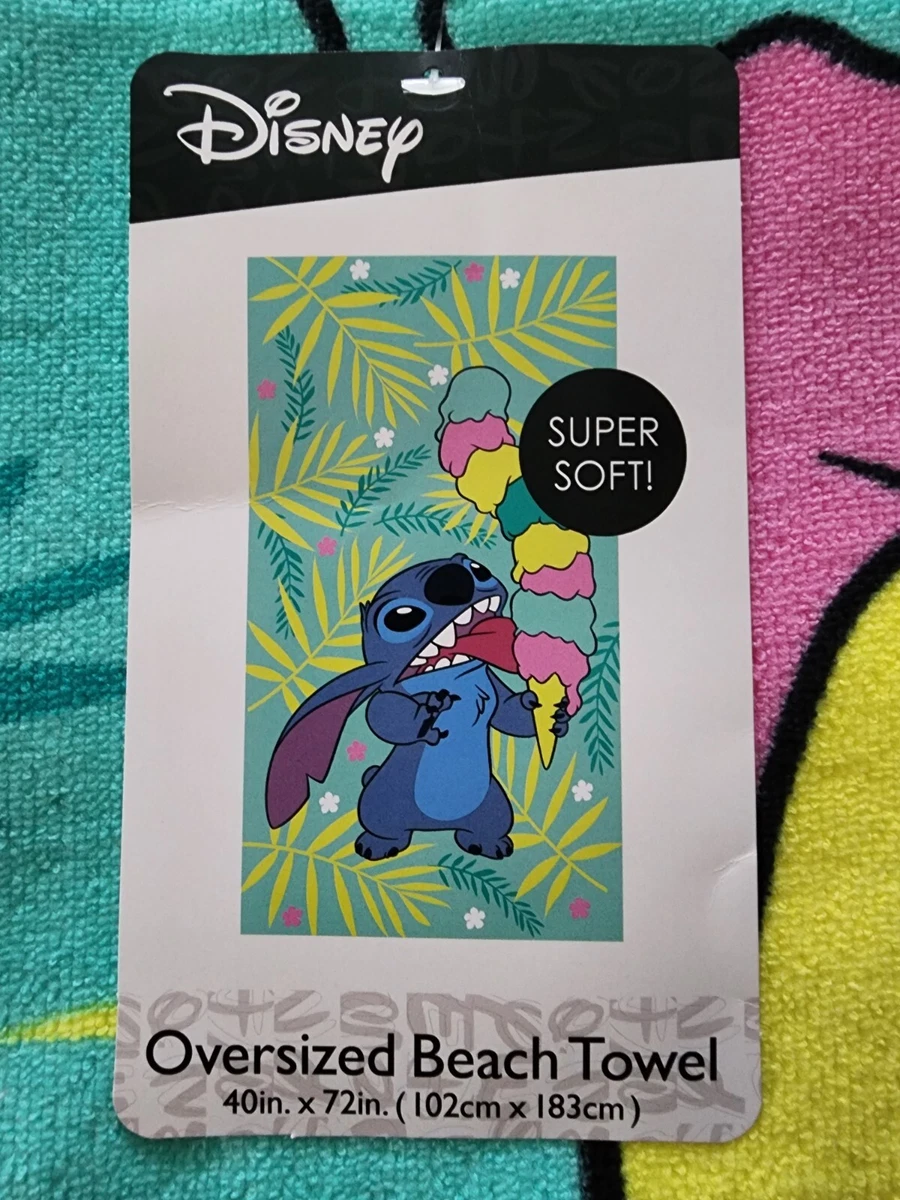 Disney
SUPER
SOFT!
Oversized Beach Towel
40in. x 72in. (102cm x 183cm)